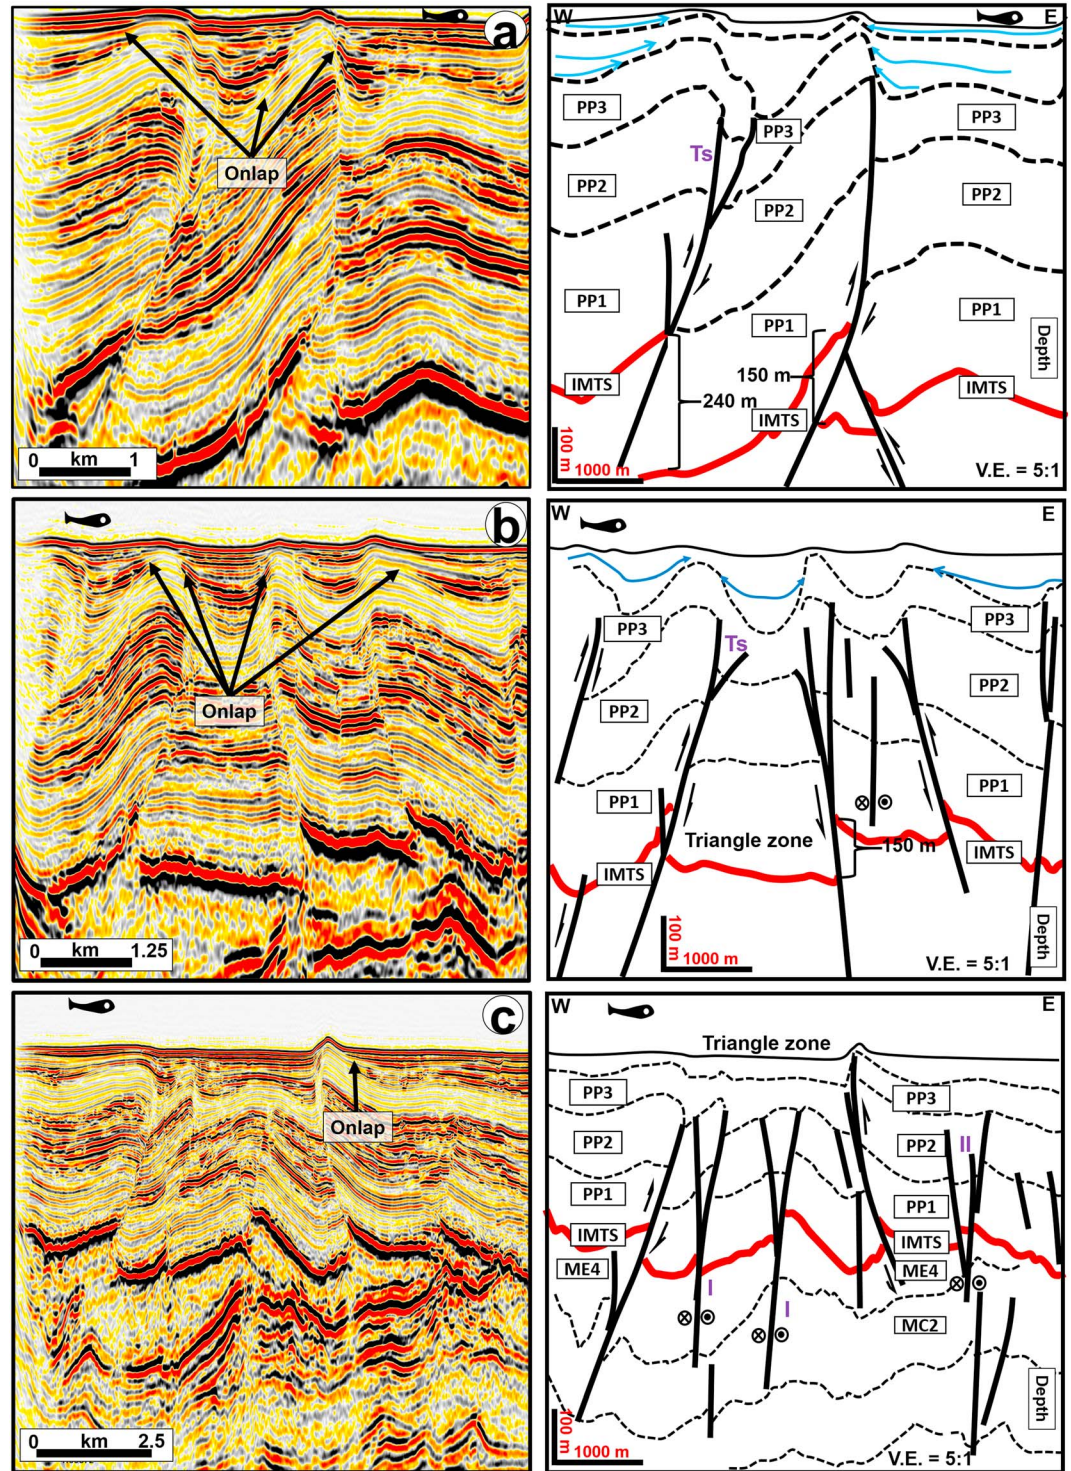 a
Onlap
0 km 1
W E
PP3
PP3
PP3
Ts
PP2
PP2
PP2
PP1
PP1
PP1
Depth
150 m
IMTS
IMTS
240 m
IMTS
100 m
1000 m
V.E. = 5:1
b
Onlap
0 km 1.25
W E
PP3
PP3
Ts
PP2
PP2
PP1
PP1
Triangle zone
150 m
IMTS
IMTS
100 m
1000 m
Depth
V.E. = 5:1
c
Onlap
0 km 2.5
W E
Triangle zone
PP3
PP3
PP2
PP2
II
PP1
PP1
IMTS
IMTS
ME4
ME4
I
I
MC2
Depth
100 m
1000 m
V.E. = 5:1